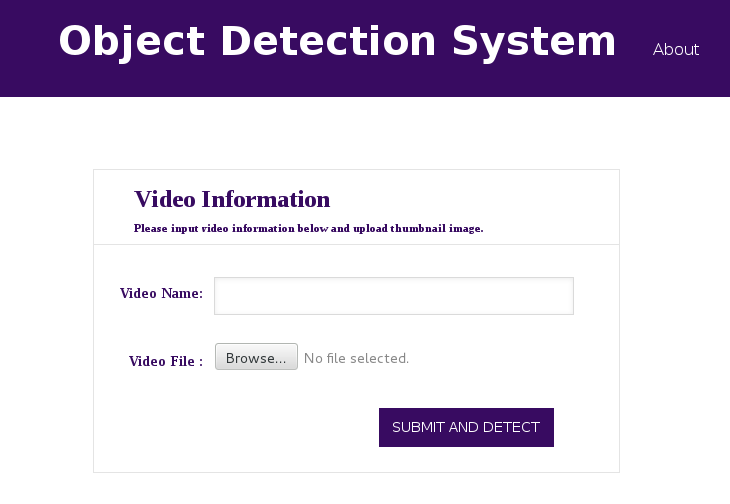 Object Detection System
About
Video Information
Please input video information below and upload thumbnail image.
Video Name:
Video File :
Browse...
No file selected.
SUBMIT AND DETECT